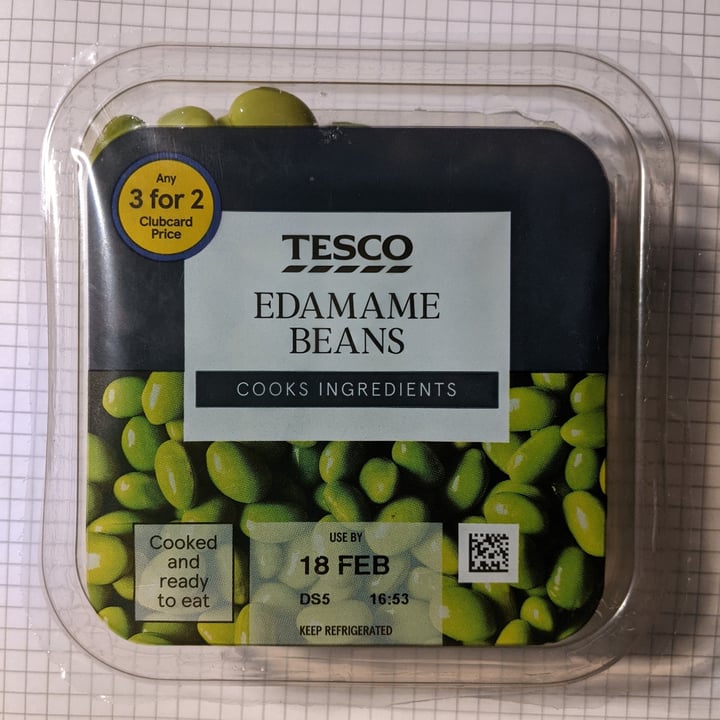 Any
3 for 2
Clubcard
Price
TESCO
EDAMAME
BEANS
COOKS INGREDIENTS
Cooked
and
ready
to eat
USE BY
18 FEB
DS5 16:53
KEEP REFRIGERATED